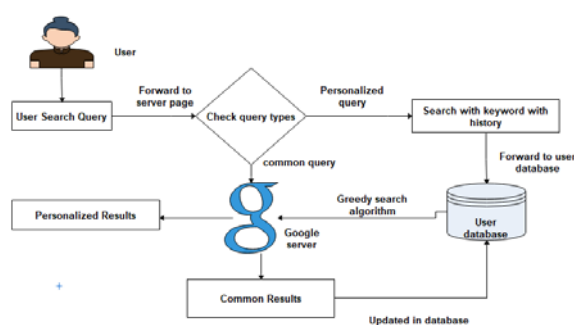 User
Forward to
server page
User Search Query
Check query types
Personalized
query
Search with keyword with
history
Forward to user
database
common query
Greedy search
algorithm
User
database
g
Google
server
Personalized Results
Common Results
Updated in database